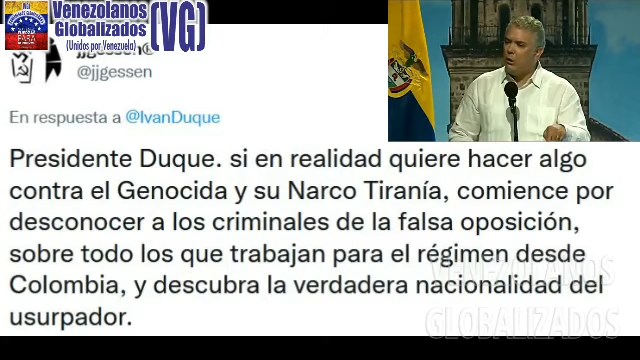 Venezolanos
Globalizados
(Unidos por Venezuela)
(VG)
@jjgessen
En respuesta a @IvanDuque
Presidente Duque. si en realidad quiere hacer algo
contra el Genocida y su Narco Tiranía, comience por
desconocer a los criminales de la falsa oposición,
sobre todo los que trabajan para el régimen desde
Colombia, y descubra la verdadera nacionalidad del
usurpador.
VENEZOLANOS
GLOBALIZADOS